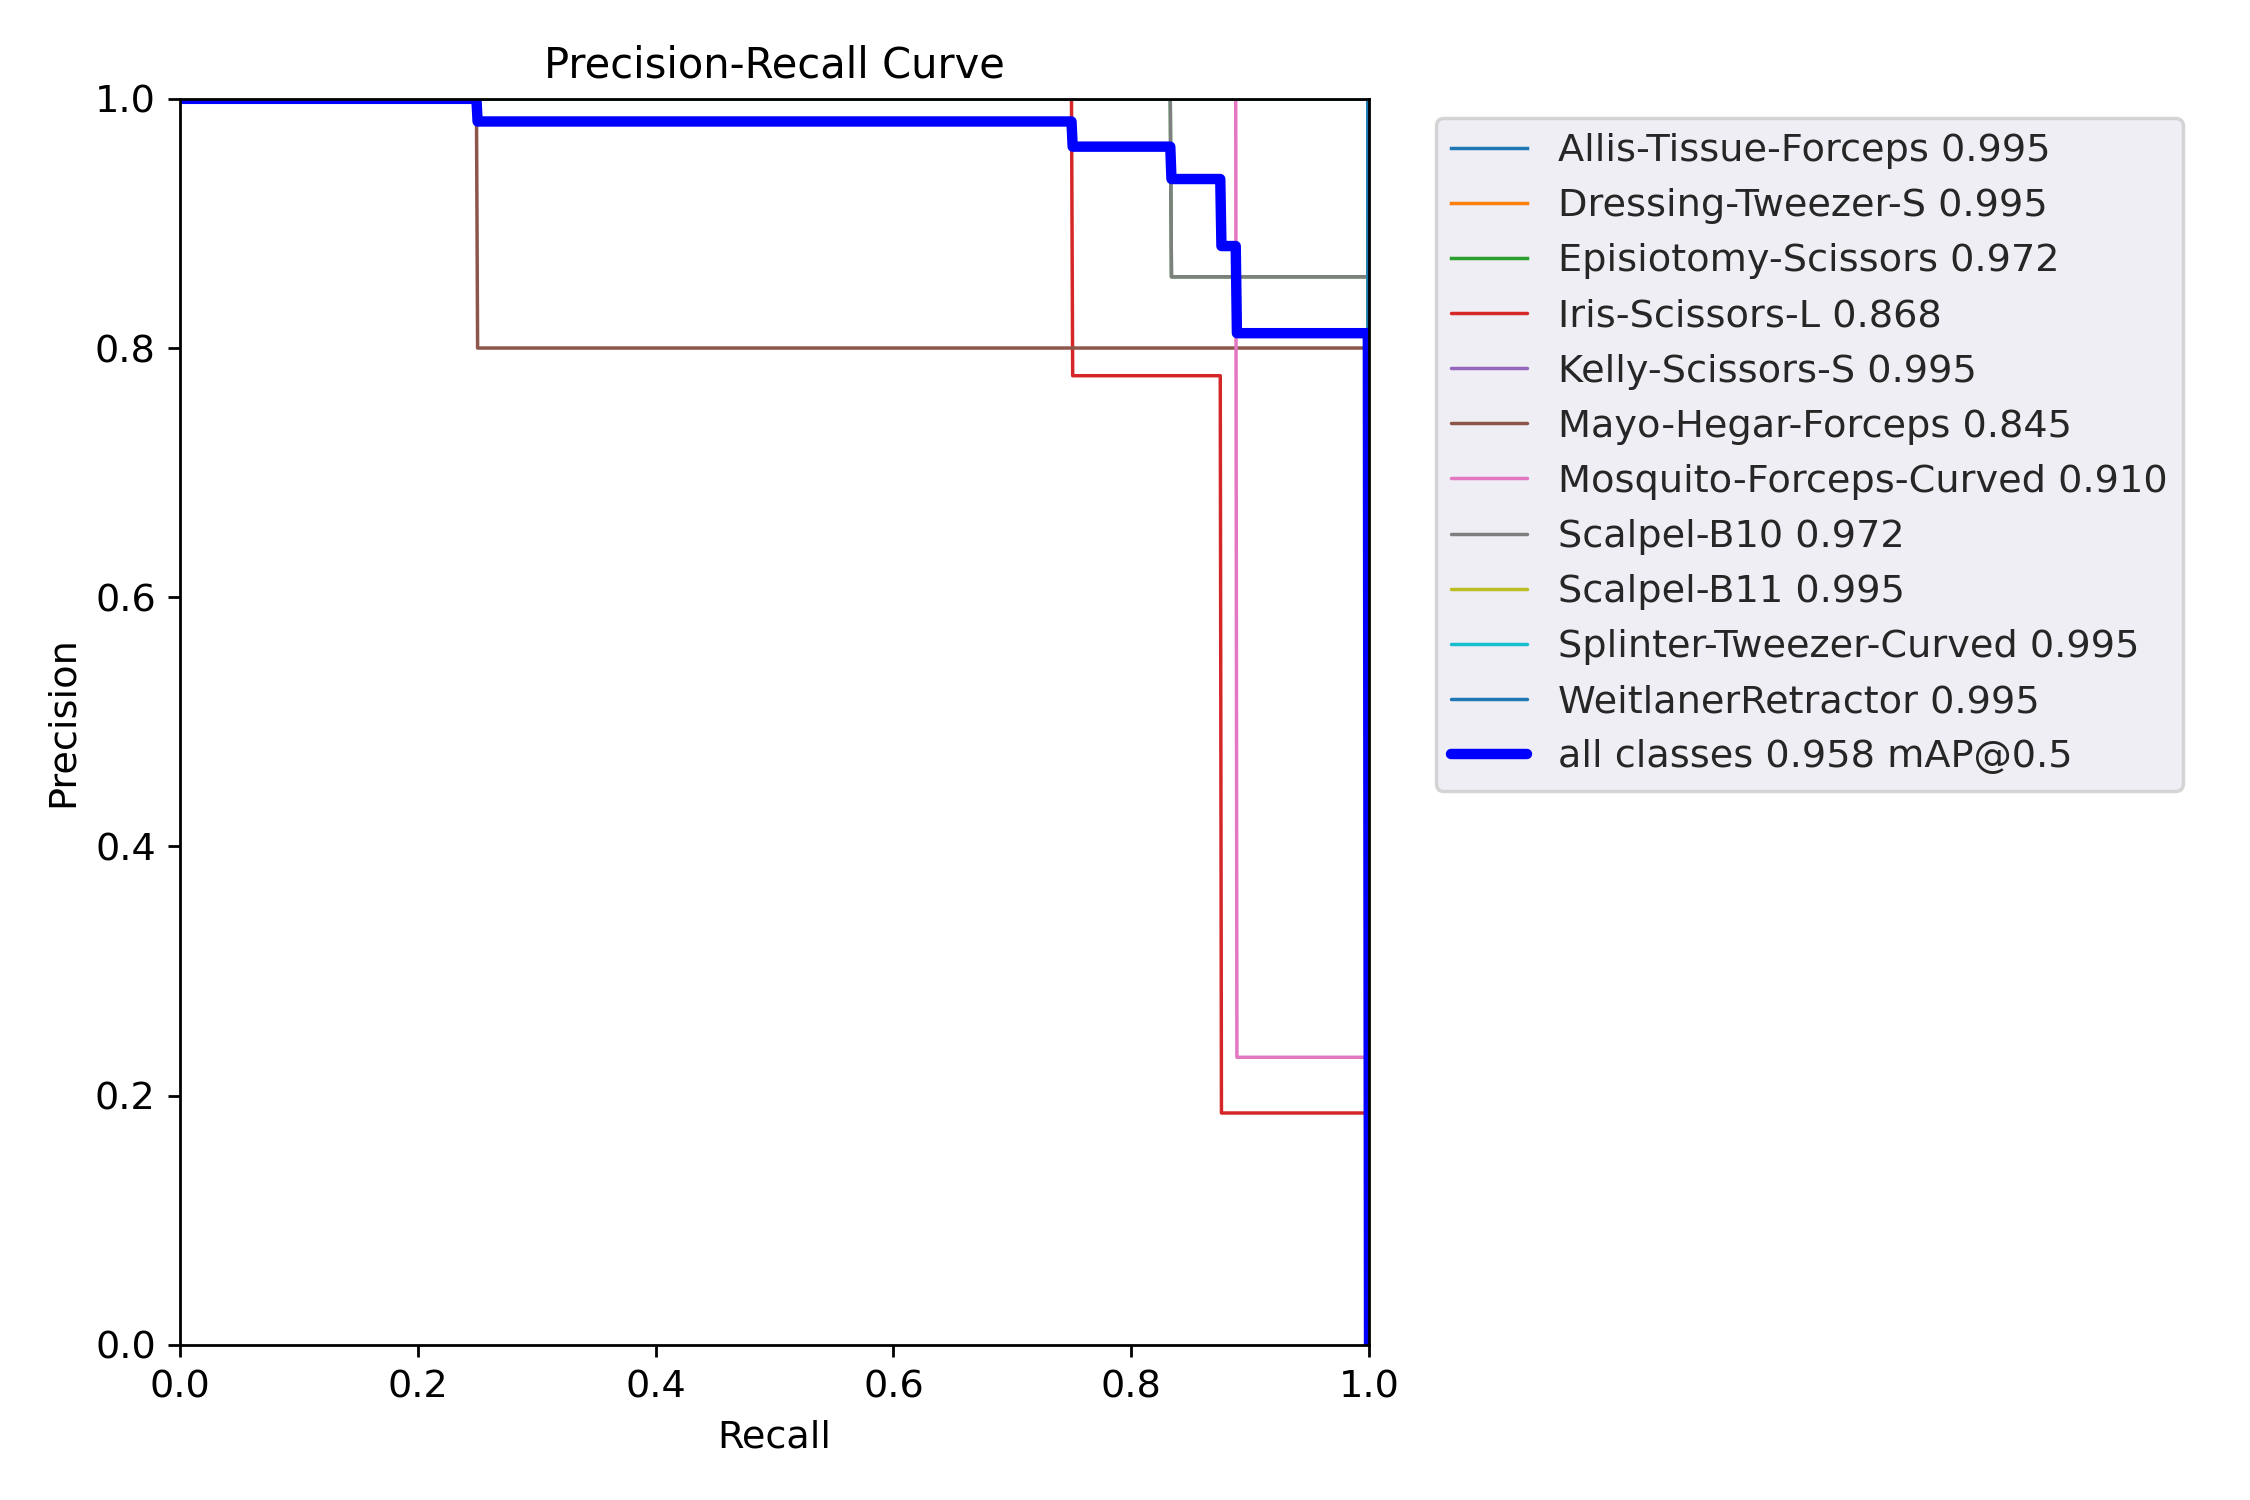 Precision-Recall Curve
1.0
0.8
0.6
0.4
0.2
0.0
Precision
0.0 0.2 0.4 0.6 0.8 1.0
Recall
Allis-Tissue-Forceps 0.995
Dressing-Tweezer-S 0.995
Episiotomy-Scissors 0.972
Iris-Scissors-L 0.868
Kelly-Scissors-S 0.995
Mayo-Hegar-Forceps 0.845
Mosquito-Forceps-Curved 0.910
Scalpel-B10 0.972
Scalpel-B11 0.995
Splinter-Tweezer-Curved 0.995
WeitlanerRetractor 0.995
all classes 0.958 mAP@0.5